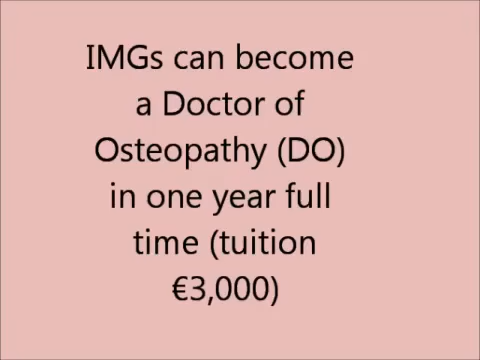 IMGs can become
a Doctor of
Osteopathy (DO)
in one year full
time (tuition
€3,000)